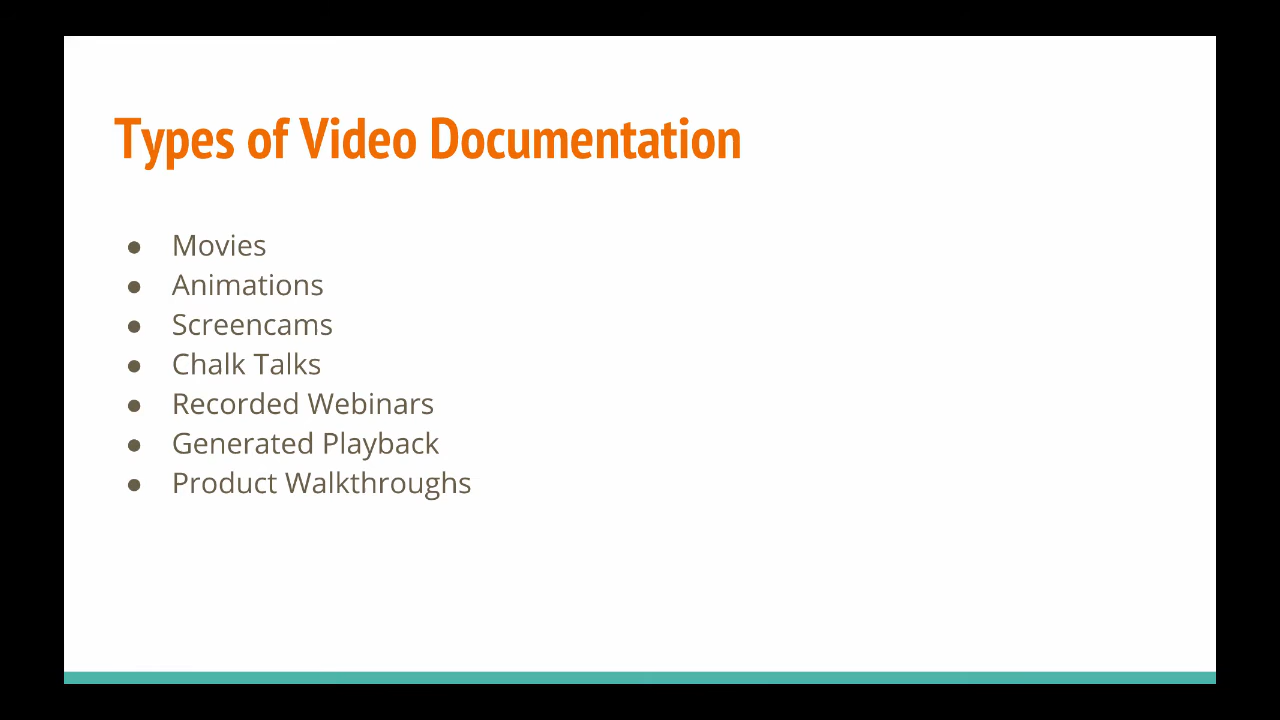 Types of Video Documentation
● Movies
● Animations
● Screencams
● Chalk Talks
● Recorded Webinars
● Generated Playback
● Product Walkthroughs